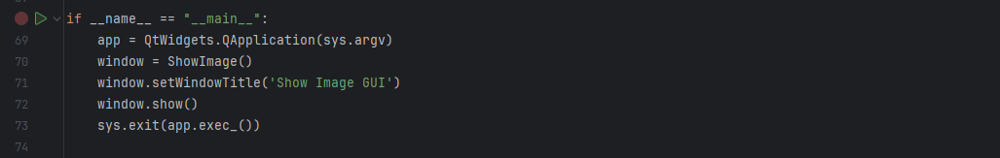 if __name__ == "__main__":
69 app = QtWidgets.QApplication(sys.argv)
70 window = ShowImage()
71 window.setWindowTitle('Show Image GUI')
72 window.show()
73 sys.exit(app.exec_())
74